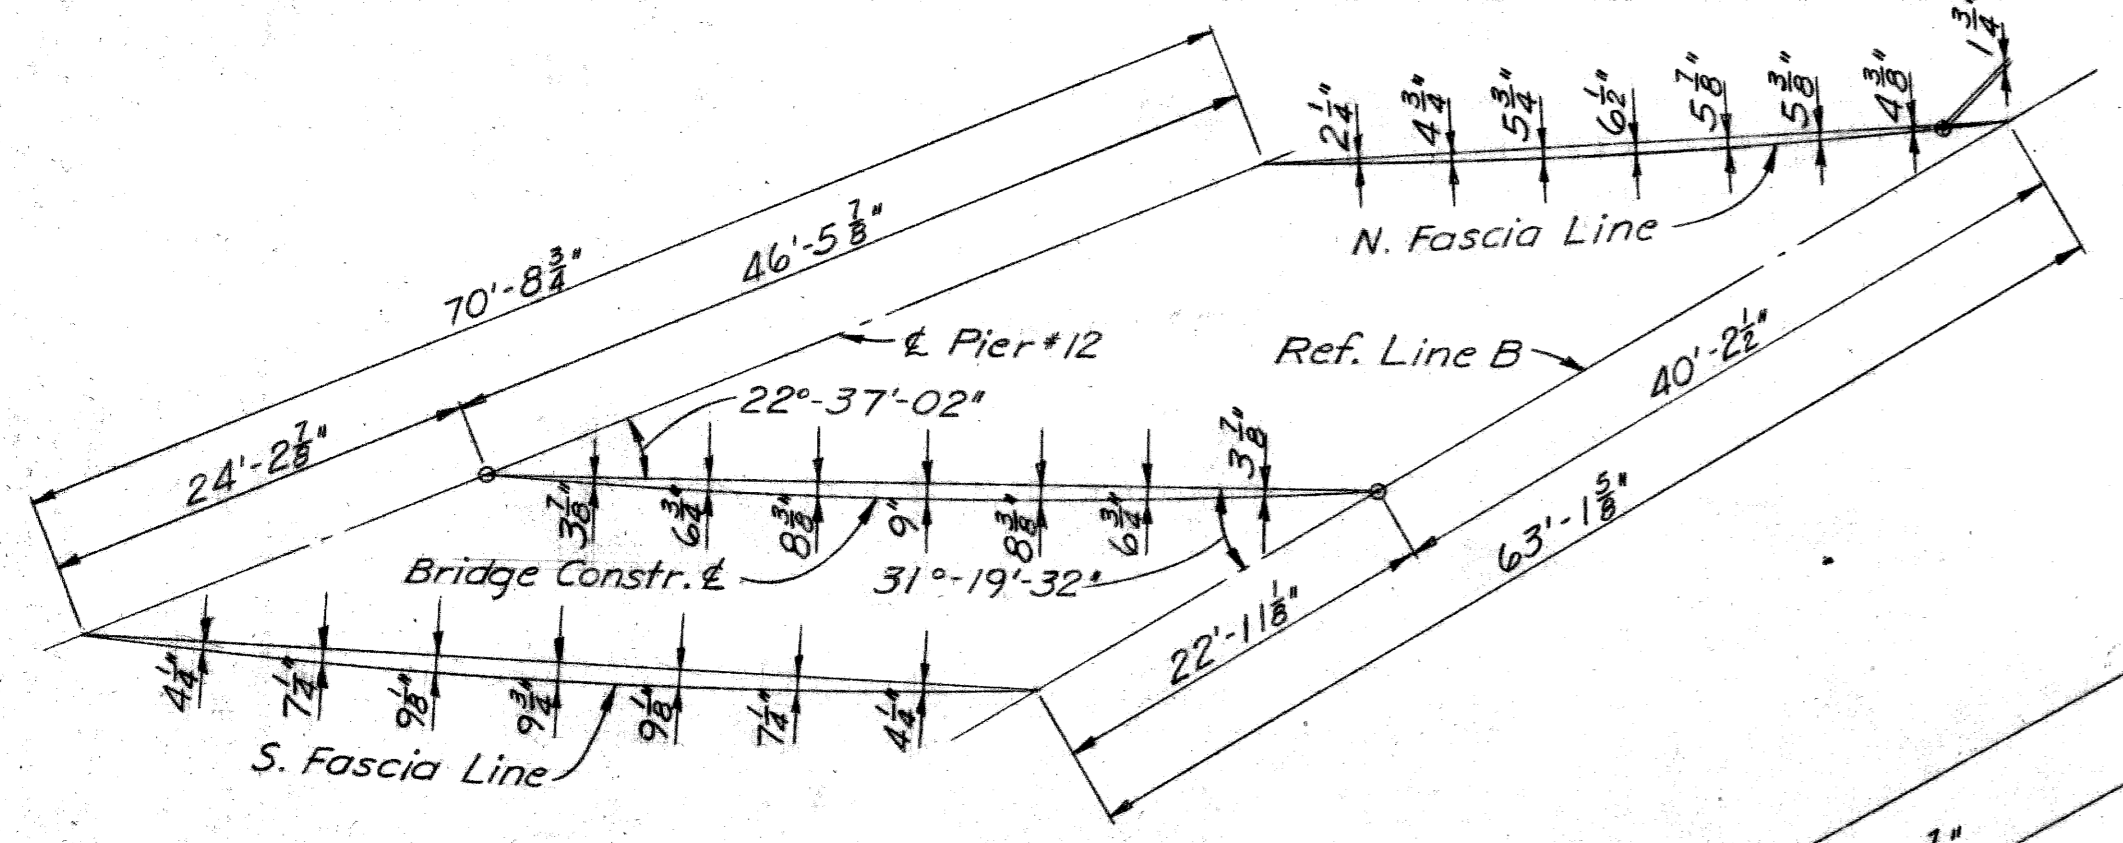 1 3/4"
2 1/4" 4 3/4" 5 3/4" 6 1/2" 5 7/8" 5 3/8" 4 3/8"
N. Fascia Line
70'-8 3/4"
46'-5 7/8"
24'-2 7/8"
℄ Pier #12
Ref. Line B
22°-37'-02"
40'-2 1/2"
63'-1 5/8"
22'-11 1/8"
3 7/8" 6 3/4" 8 3/8" 9" 8 3/8" 6 3/4" 3 7/8"
Bridge Constr. ℄
31°-19'-32"
4 1/4" 7 1/4" 9 1/8" 9 3/4" 9 1/8" 7 1/4" 4 1/4"
S. Fascia Line